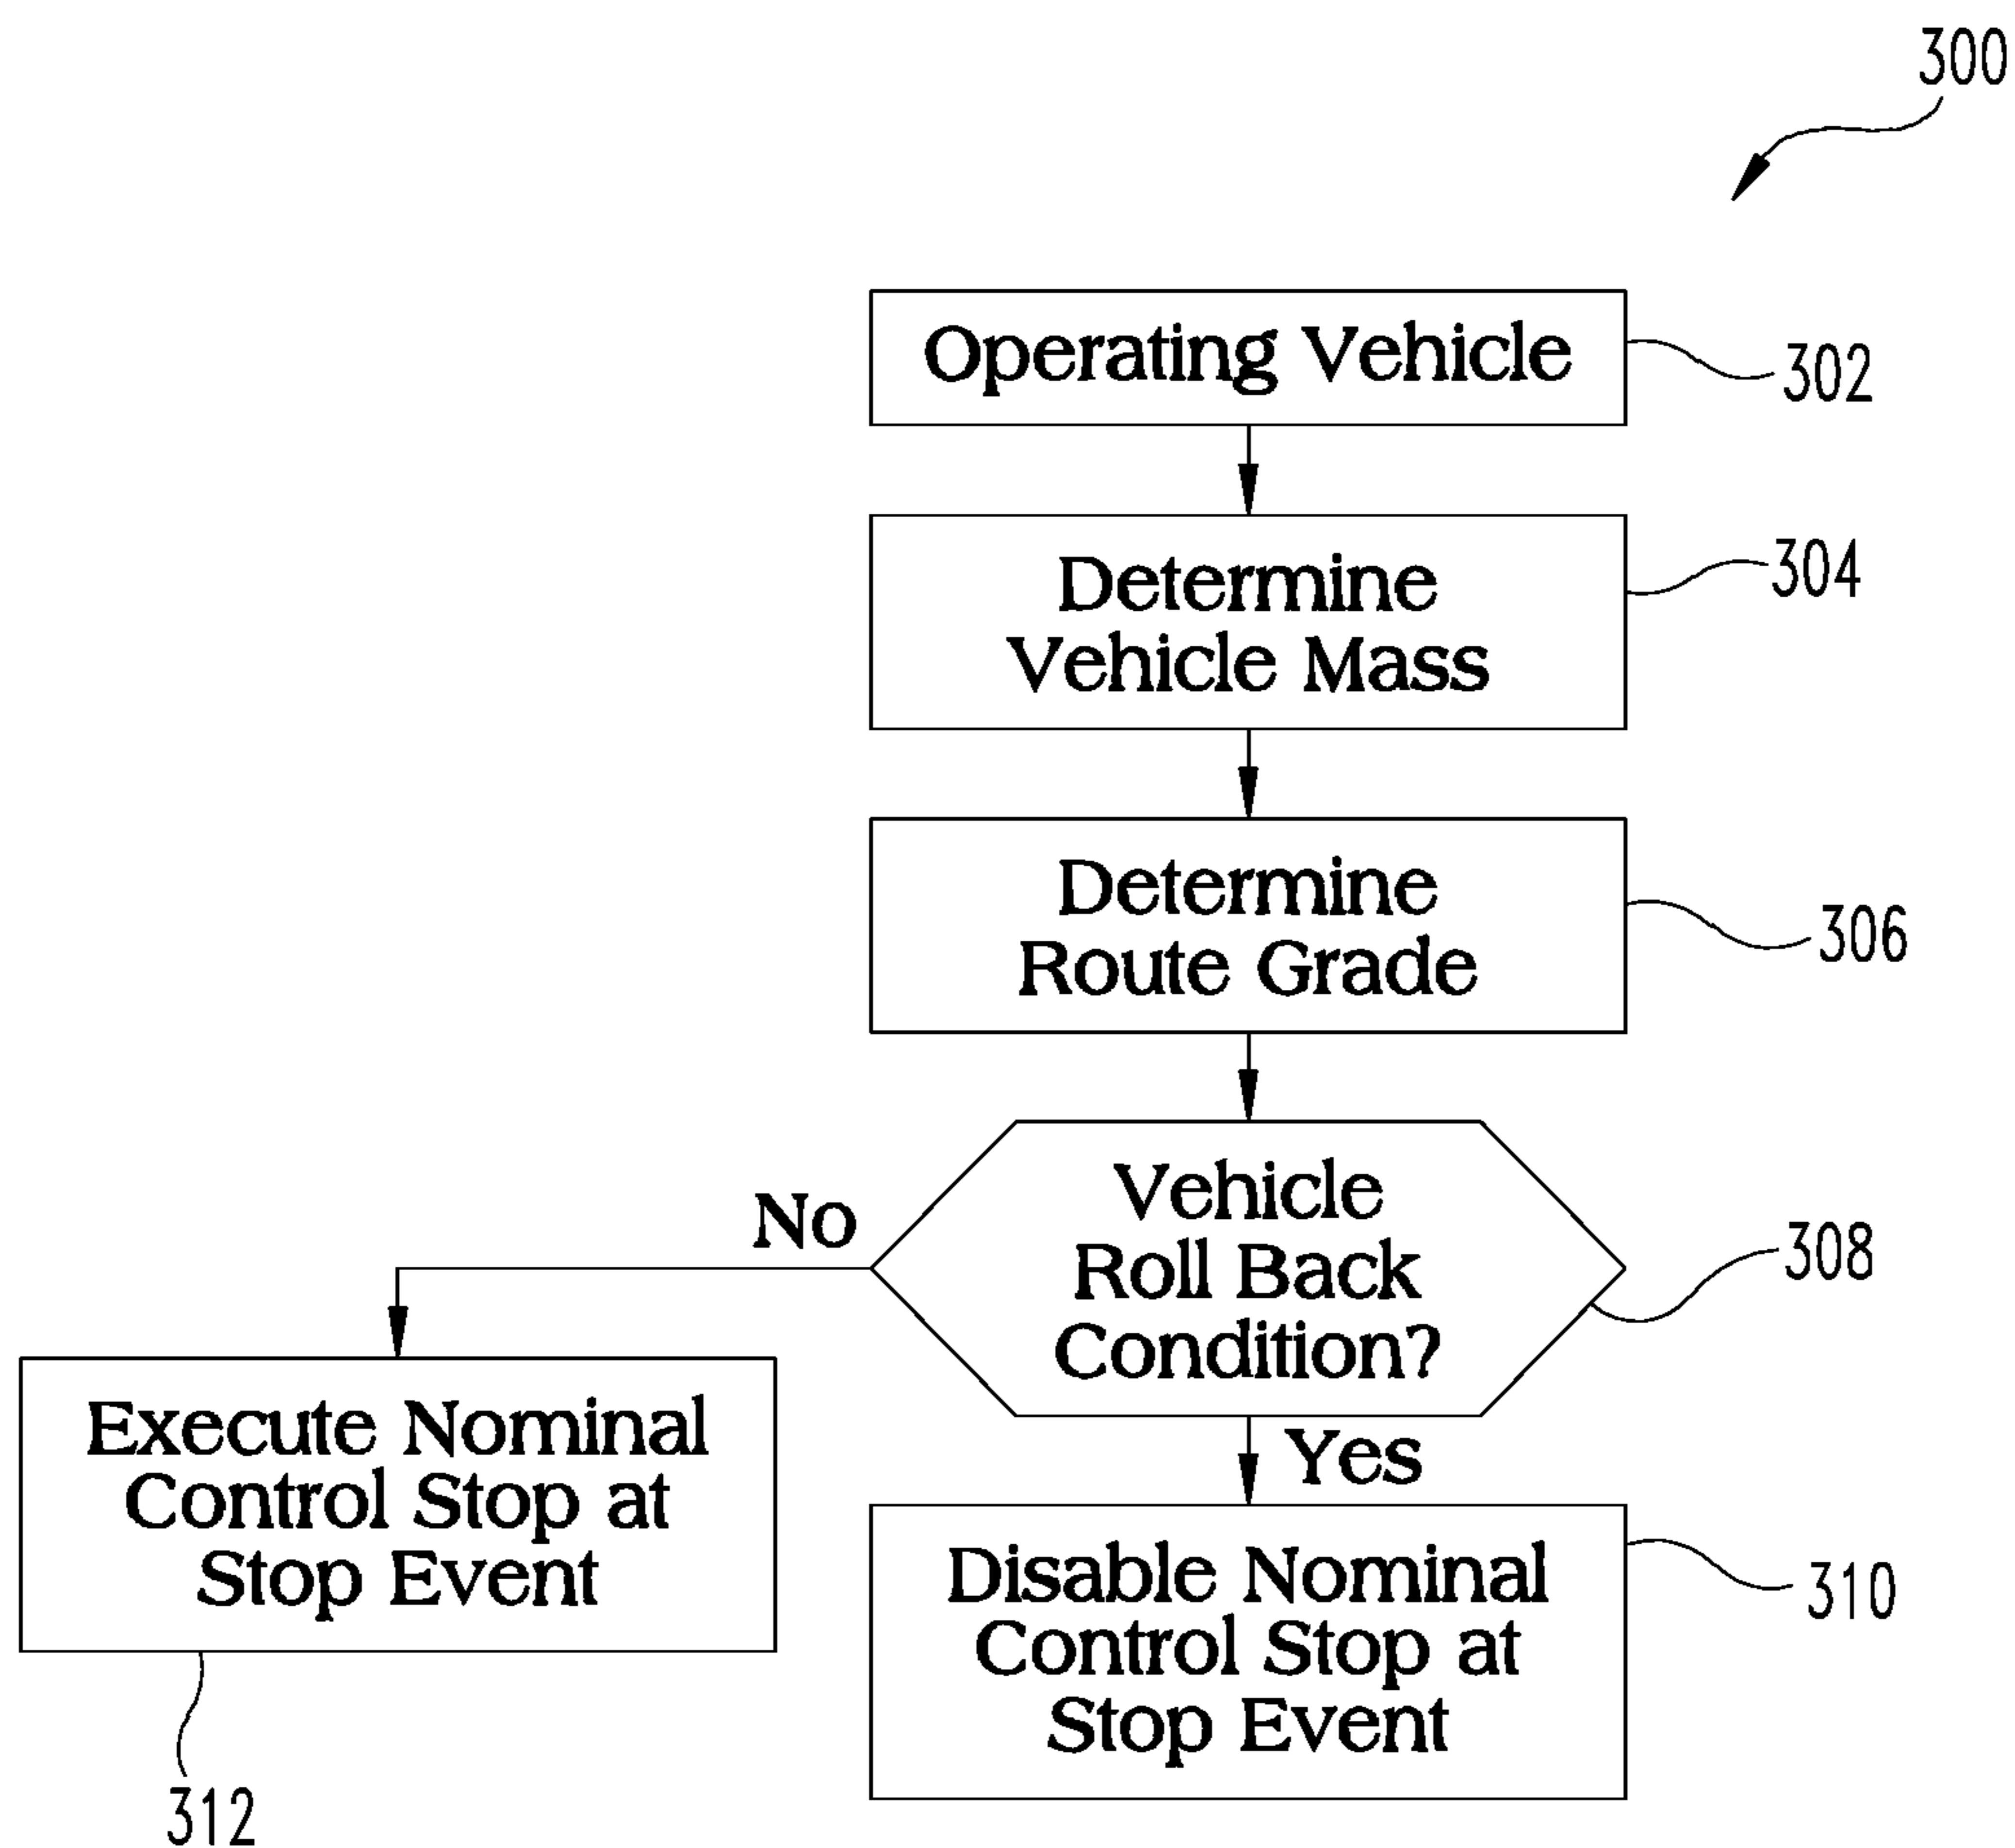 300
Operating Vehicle
302
Determine
Vehicle Mass
304
Determine
Route Grade
306
Vehicle
Roll Back
Condition?
308
No
Yes
Execute Nominal
Control Stop at
Stop Event
312
Disable Nominal
Control Stop at
Stop Event
310